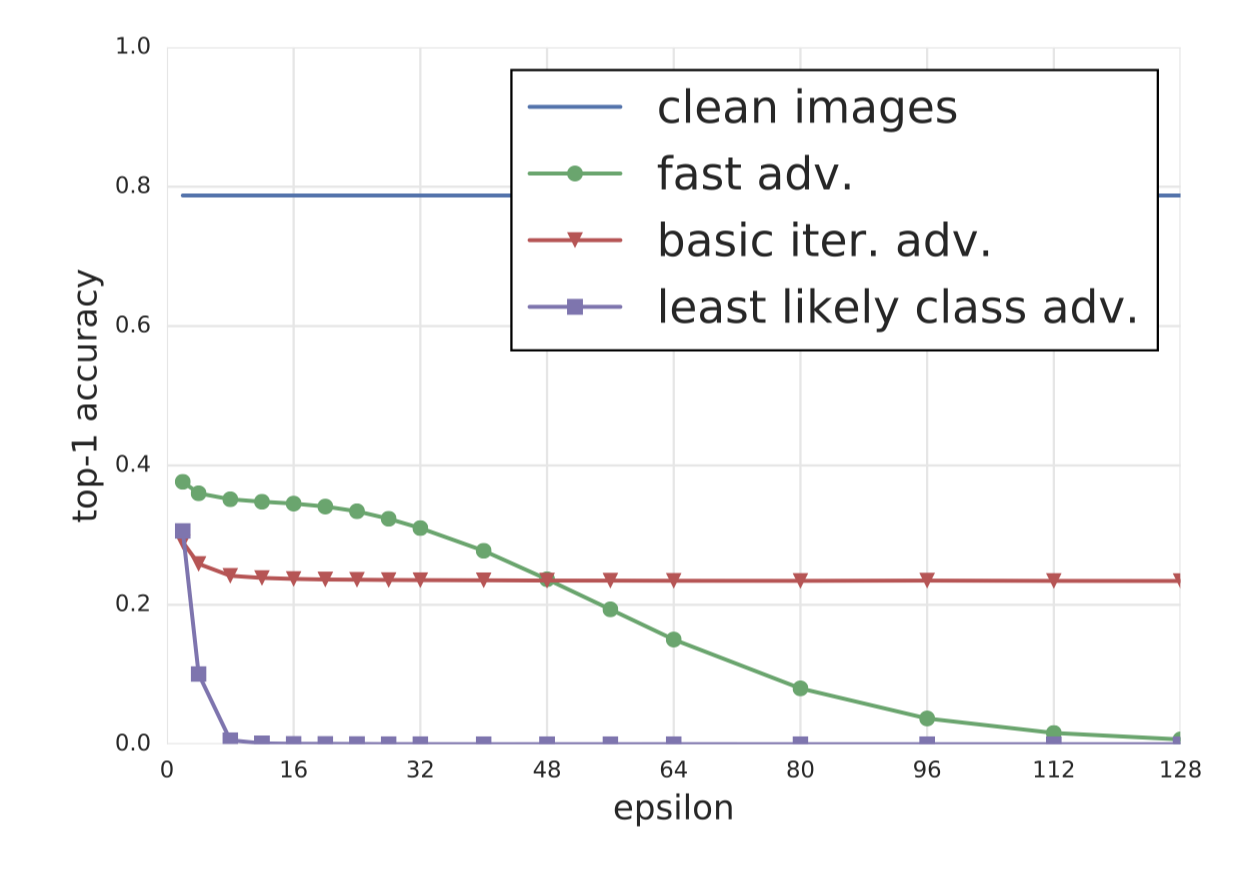 1.0
clean images
fast adv.
basic iter. adv.
least likely class adv.
0.8
0.6
0.4
0.2
0.0
top-1 accuracy
0 16 32 48 64 80 96 112 128
epsilon